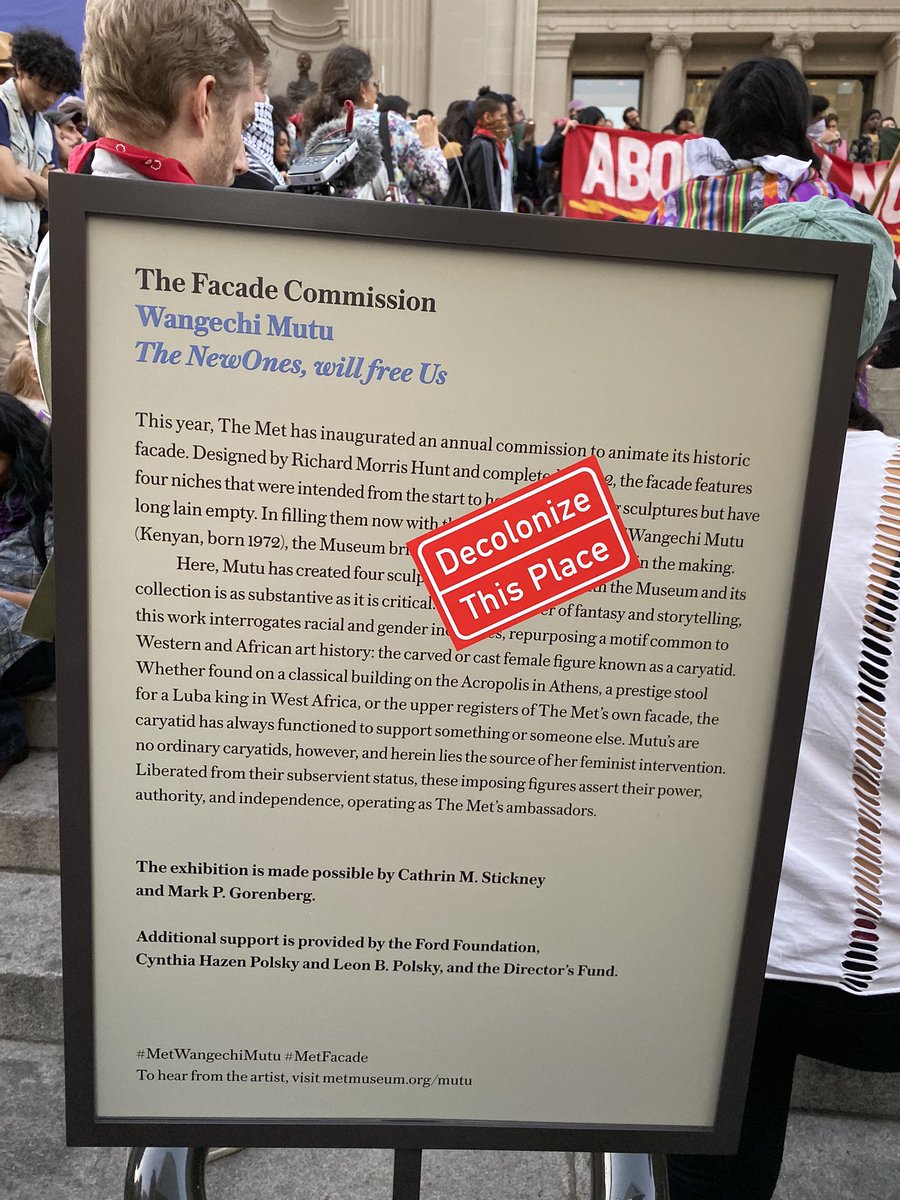 ABO
NO
The Facade Commission
Wangechi Mutu
The NewOnes, will free Us
This year, The Met has inaugurated an annual commission to animate its historic
facade. Designed by Richard Morris Hunt and complete 2, the facade features
four niches that were intended from the start to sculptures but have
long lain empty. In filling them now with Wangechi Mutu
(Kenyan, born 1972), the Museum in the making.
Here, Mutu has created four the Museum and its
collection is as substantive as it is critical. of fantasy and storytelling,
this work interrogates racial and gender repurposing a motif common to
Western and African art history: the carved or cast female figure known as a caryatid.
Whether found on a classical building on the Acropolis in Athens, a prestige stool
for a Luba king in West Africa, or the upper registers of The Met's own facade, the
caryatid has always functioned to support something or someone else. Mutu's are
no ordinary caryatids, however, and herein lies the source of her feminist intervention.
Liberated from their subservient status, these imposing figures assert their power,
authority, and independence, operating as The Met's ambassadors.
Decolonize
This Place
The exhibition is made possible by Cathrin M. Stickney
and Mark P. Gorenberg.
Additional support is provided by the Ford Foundation,
Cynthia Hazen Polsky and Leon B. Polsky, and the Director's Fund.
#MetWangechiMutu #MetFacade
To hear from the artist, visit metmuseum.org/mutu